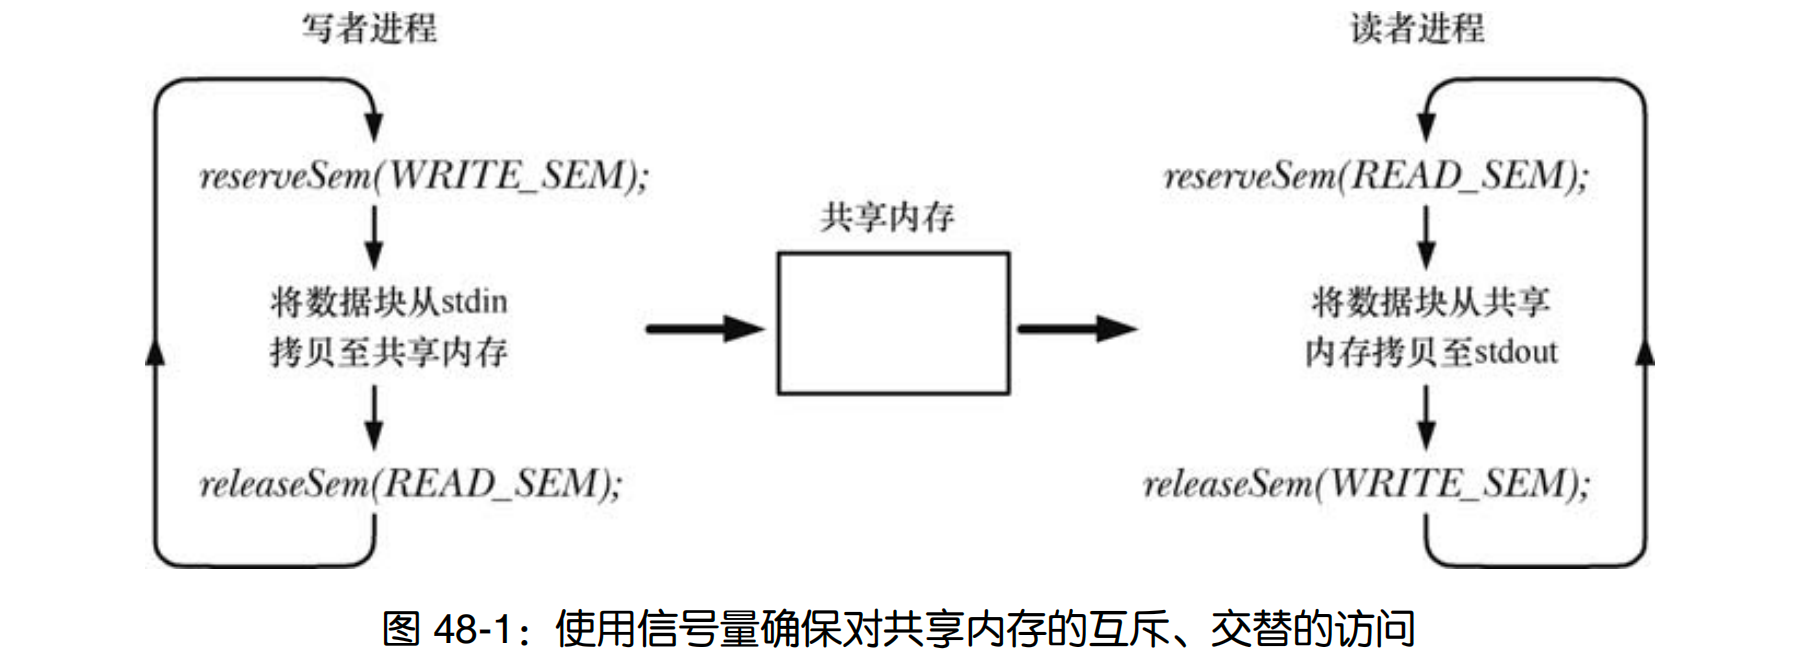 写者进程
reserveSem(WRITE_SEM);
将数据块从stdin
拷贝至共享内存
releaseSem(READ_SEM);
共享内存
读者进程
reserveSem(READ_SEM);
将数据块从共享
内存拷贝至stdout
releaseSem(WRITE_SEM);
图 48-1：使用信号量确保对共享内存的互斥、交替的访问